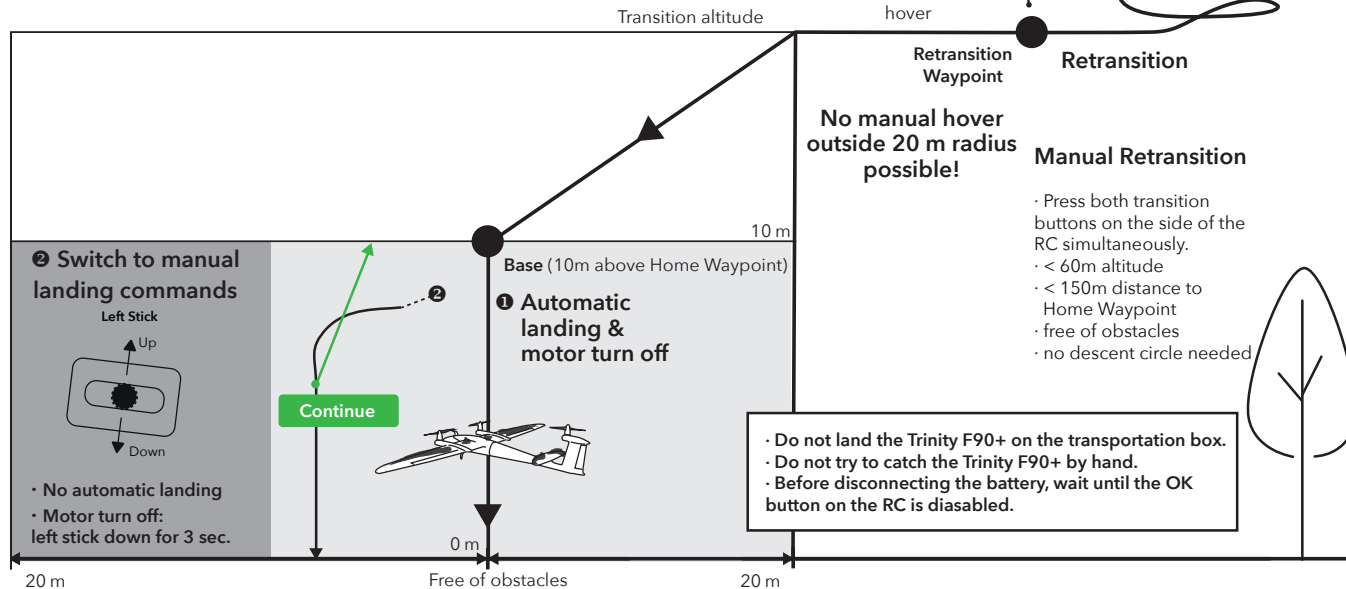 Transition altitude
hover
Retransition
Waypoint
Retransition
No manual hover
outside 20 m radius
possible!
Manual Retransition
· Press both transition
buttons on the side of the
RC simultaneously.
· < 60m altitude
· < 150m distance to
Home Waypoint
· free of obstacles
· no descent circle needed
10 m
Base (10m above Home Waypoint)
❶ Automatic
landing &
motor turn off
❷ Switch to manual
landing commands
Left Stick
Up
Down
· No automatic landing
· Motor turn off:
left stick down for 3 sec.
❷
Continue
· Do not land the Trinity F90+ on the transportation box.
· Do not try to catch the Trinity F90+ by hand.
· Before disconnecting the battery, wait until the OK
button on the RC is diasabled.
0 m
20 m
Free of obstacles
20 m